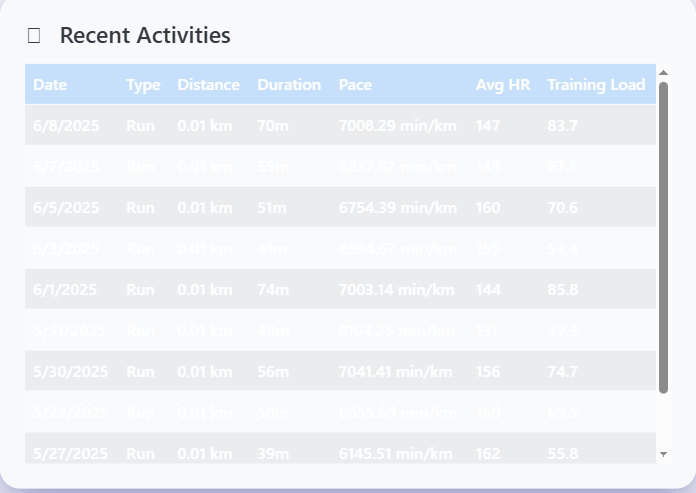 Recent Activities
Date Type Distance Duration Pace Avg HR Training Load
6/8/2025 Run 0.01 km 70m 7008.29 min/km 147 83.7
6/7/2025 Run 0.01 km 55m 8837.82 min/km 149 67.8
6/5/2025 Run 0.01 km 51m 6754.39 min/km 160 70.6
6/3/2025 Run 0.01 km 41m 6594.67 min/km 155 53.4
6/1/2025 Run 0.01 km 74m 7003.14 min/km 144 85.8
5/31/2025 Run 0.01 km 40m 8104.25 min/km 131 39.3
5/30/2025 Run 0.01 km 56m 7041.41 min/km 156 74.7
5/29/2025 Run 0.01 km 50m min/km 160 69.5
5/27/2025 Run 0.01 km 39m 6145.51 min/km 162 55.8